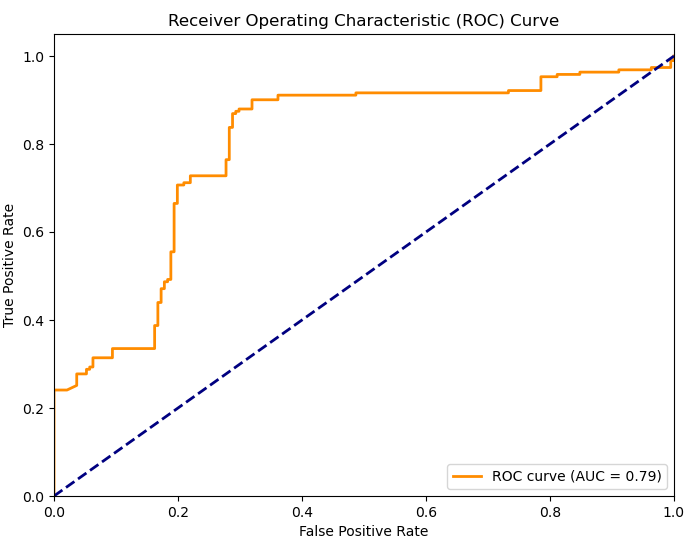 Receiver Operating Characteristic (ROC) Curve
1.0
0.8
0.6
0.4
0.2
0.0
True Positive Rate
0.0 0.2 0.4 0.6 0.8 1.0
False Positive Rate
ROC curve (AUC = 0.79)